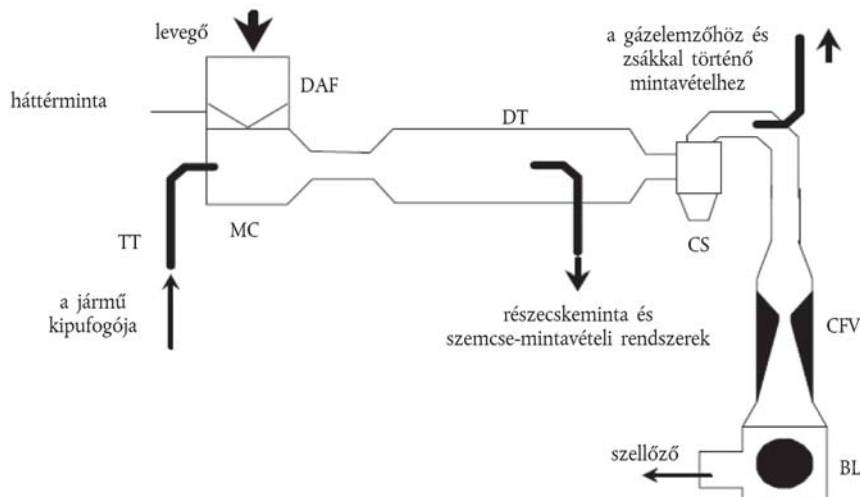 levegő
a gázelemzőhöz és
zsákkal történő
mintavételhez
DAF
háttérminta
DT
MC
TT
CS
a jármű
kipufogója
részecskeminta és
szemcse-mintavételi rendszerek
CFV
szellőző
BL